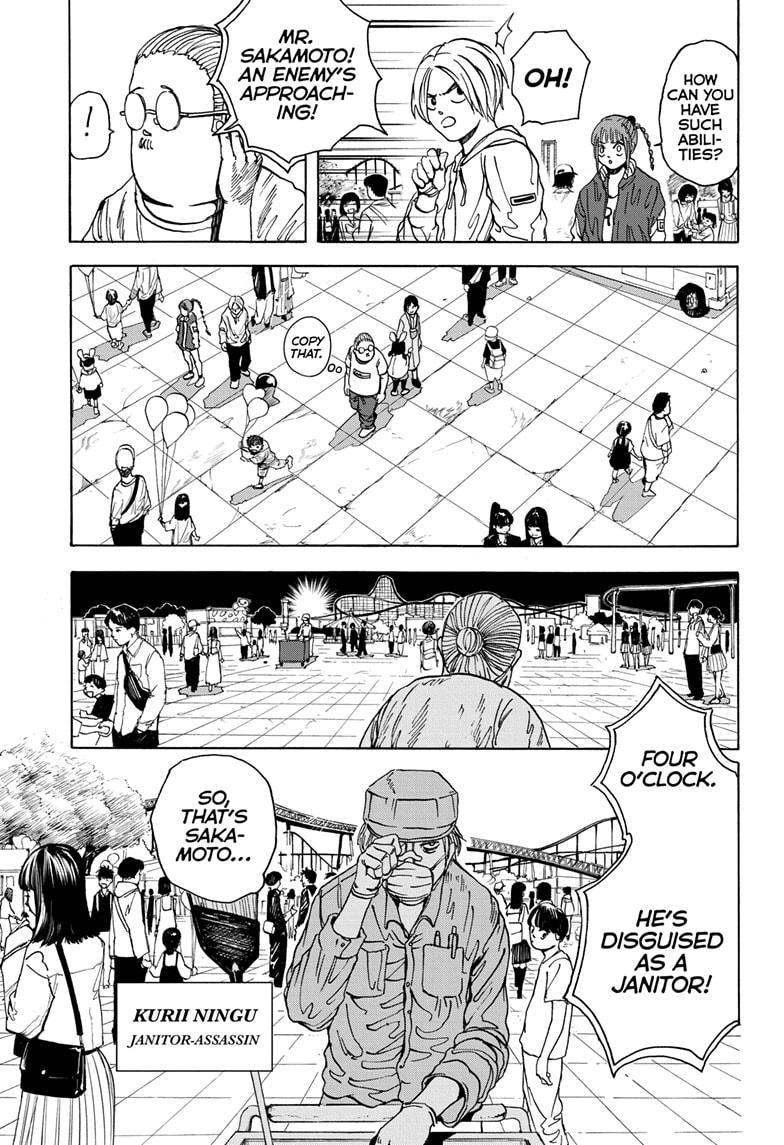 HOW
CAN YOU
HAVE
SUCH
ABILI-
TIES?
OH!
MR.
SAKAMOTO!
AN ENEMY'S
APPROACH-
ING!
!
COPY
THAT.
FOUR
O'CLOCK.
HE'S
DISGUISED
AS A
JANITOR!
SO,
THAT'S
SAKA-
MOTO...
KURII NINGU
JANITOR-ASSASSIN